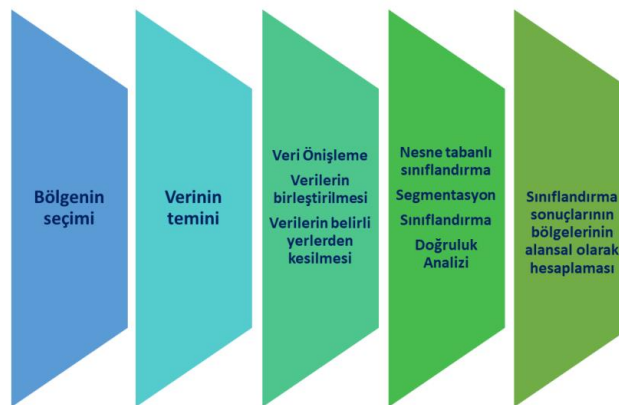 Bölgenin
seçimi
Verinin
temini
Veri Önişleme
Verilerin
birleştirilmesi
Verilerin belirli
yerlerden
kesilmesi
Nesne tabanlı
sınıflandırma
Segmentasyon
Sınıflandırma
Doğruluk
Analizi
Sınıflandırma
sonuçlarının
bölgelerinin
alansal olarak
hesaplaması